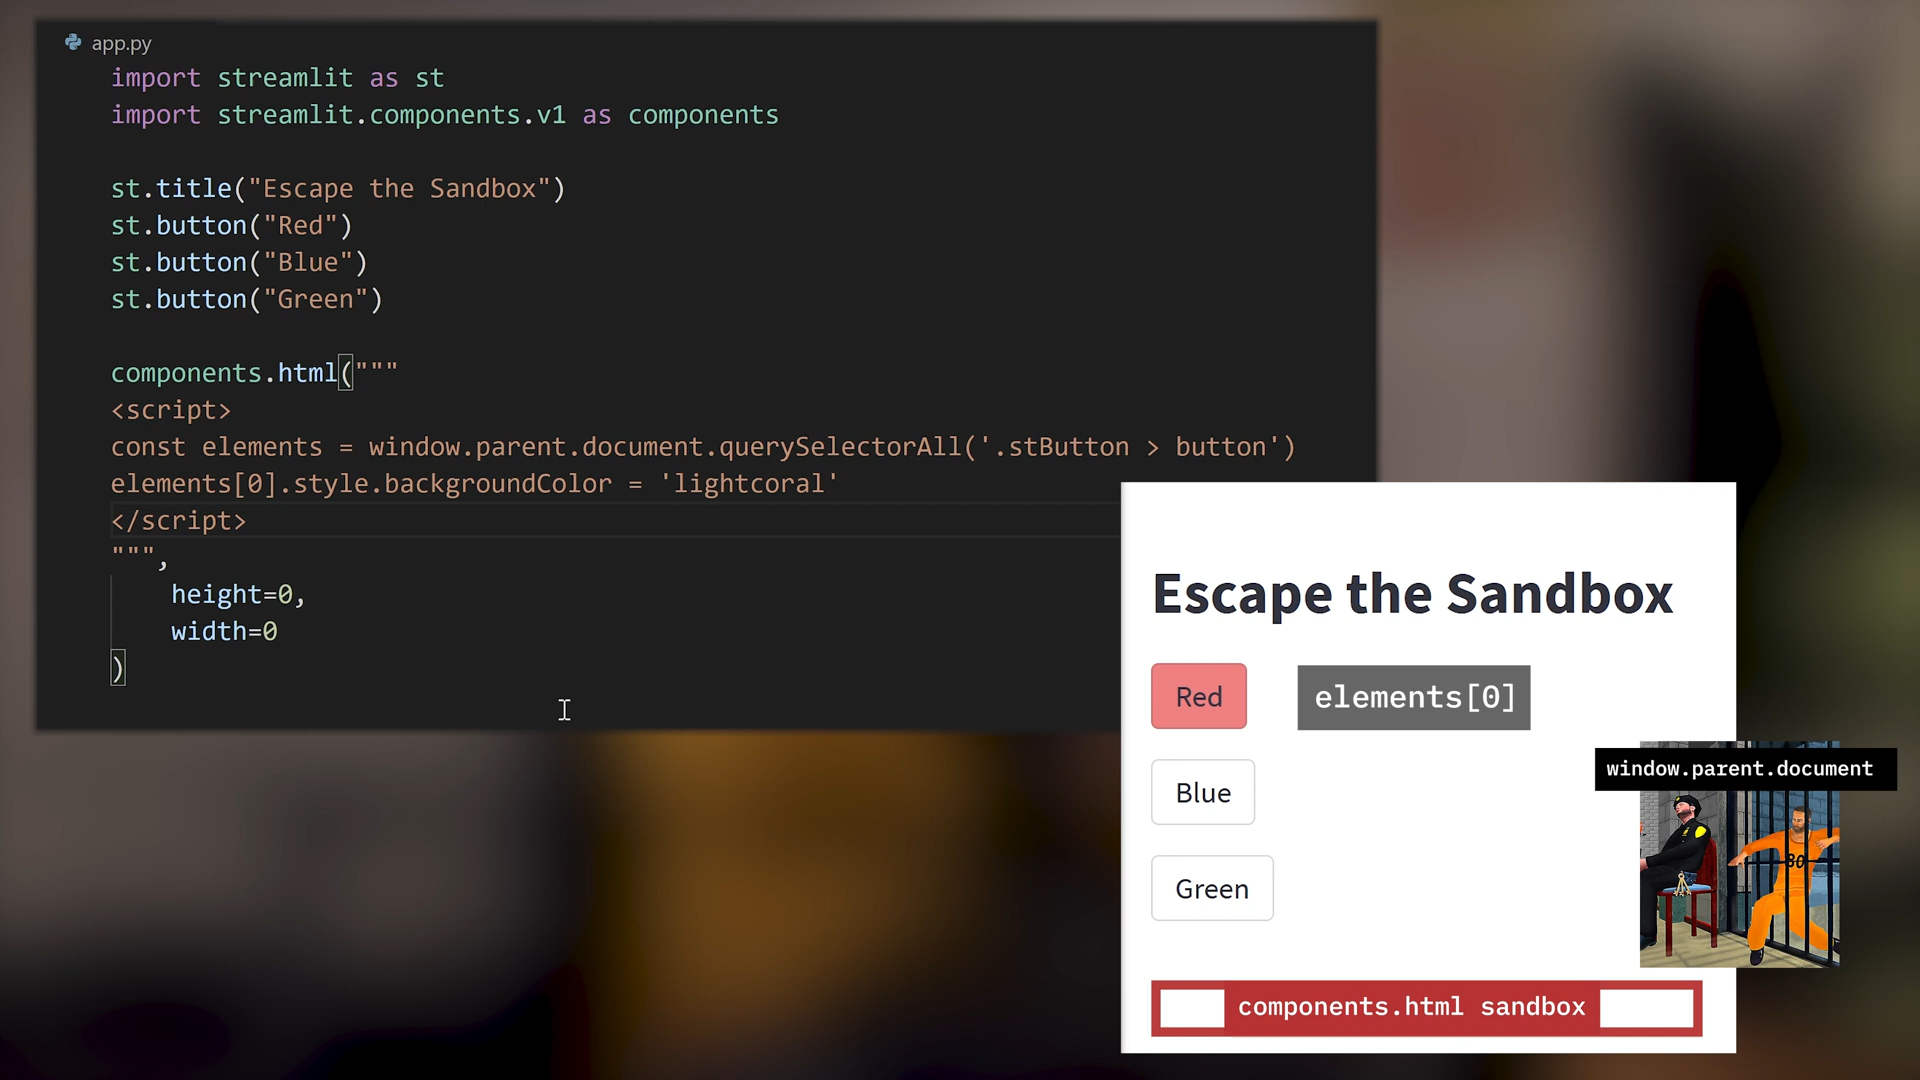 app.py
import streamlit as st
import streamlit.components.v1 as components
st.title("Escape the Sandbox")
st.button("Red")
st.button("Blue")
st.button("Green")
components.html("""
<script>
const elements = window.parent.document.querySelectorAll('.stButton > button')
elements[0].style.backgroundColor = 'lightcoral'
</script>
""",
height=0,
width=0
)
Escape the Sandbox
Red
elements[0]
Blue
window.parent.document
80
Green
components.html sandbox